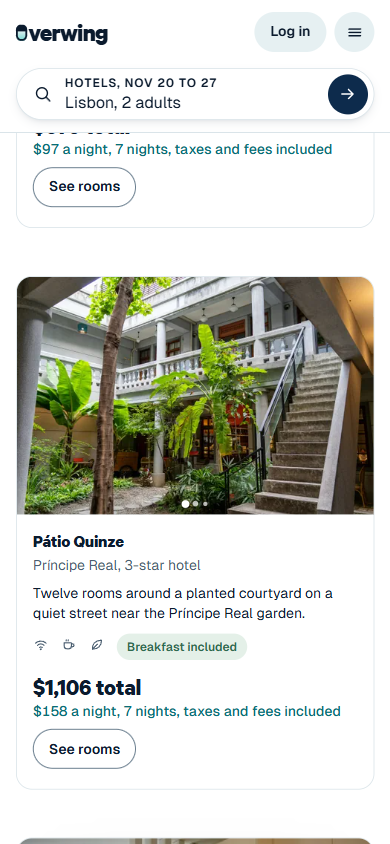 Overwing
Log in
HOTELS, NOV 20 TO 27
Lisbon, 2 adults
$97 a night, 7 nights, taxes and fees included
See rooms
Pátio Quinze
Príncipe Real, 3-star hotel
Twelve rooms around a planted courtyard on a
quiet street near the Príncipe Real garden.
Breakfast included
$1,106 total
$158 a night, 7 nights, taxes and fees included
See rooms